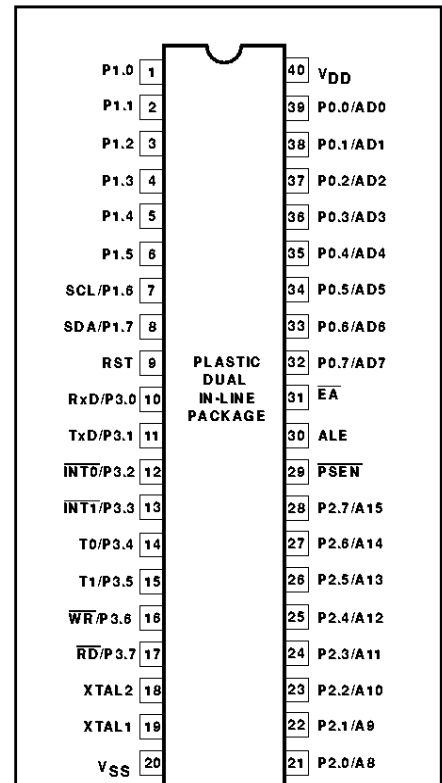 P1.0 1
P1.1 2
P1.2 3
P1.3 4
P1.4 5
P1.5 6
SCL/P1.6 7
SDA/P1.7 8
RST 9
RxD/P3.0 10
TxD/P3.1 11
INT0/P3.2 12
INT1/P3.3 13
T0/P3.4 14
T1/P3.5 15
WR/P3.6 16
RD/P3.7 17
XTAL2 18
XTAL1 19
VSS 20
PLASTIC
DUAL
IN-LINE
PACKAGE
40 VDD
39 P0.0/AD0
38 P0.1/AD1
37 P0.2/AD2
36 P0.3/AD3
35 P0.4/AD4
34 P0.5/AD5
33 P0.6/AD6
32 P0.7/AD7
31 EA
30 ALE
29 PSEN
28 P2.7/A15
27 P2.6/A14
26 P2.5/A13
25 P2.4/A12
24 P2.3/A11
23 P2.2/A10
22 P2.1/A9
21 P2.0/A8